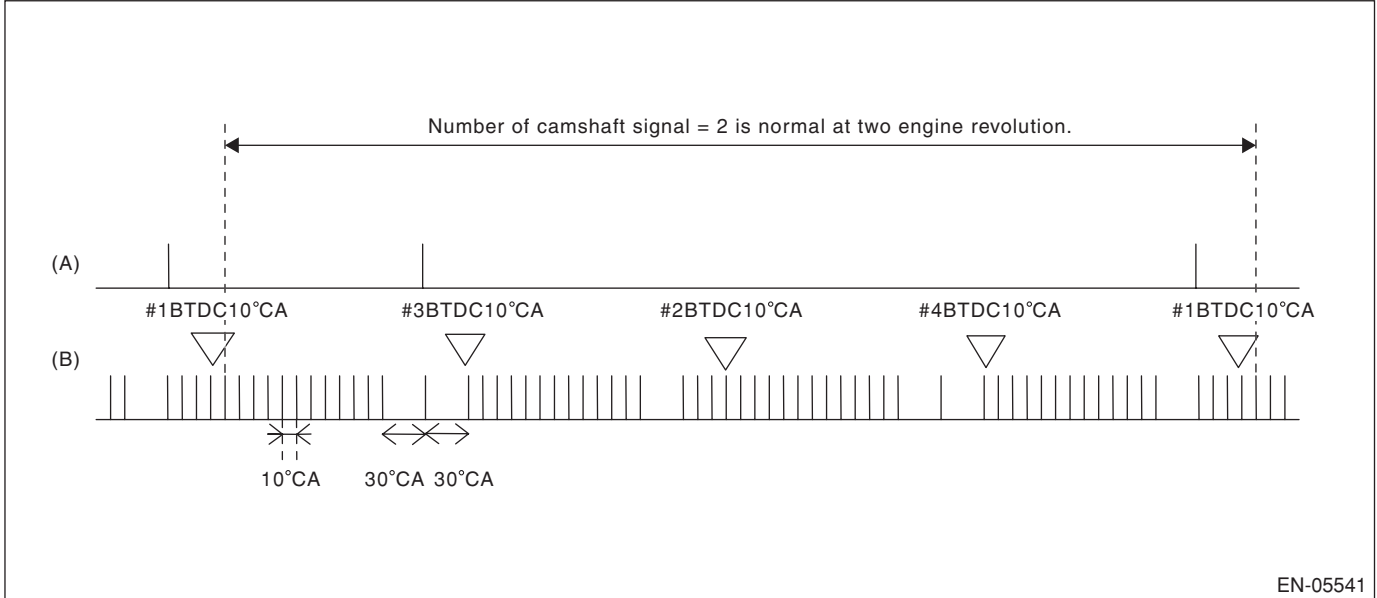 Number of camshaft signal = 2 is normal at two engine revolution.
(A)
#1BTDC10°CA #3BTDC10°CA #2BTDC10°CA #4BTDC10°CA #1BTDC10°CA
(B)
10°CA 30°CA 30°CA
EN-05541